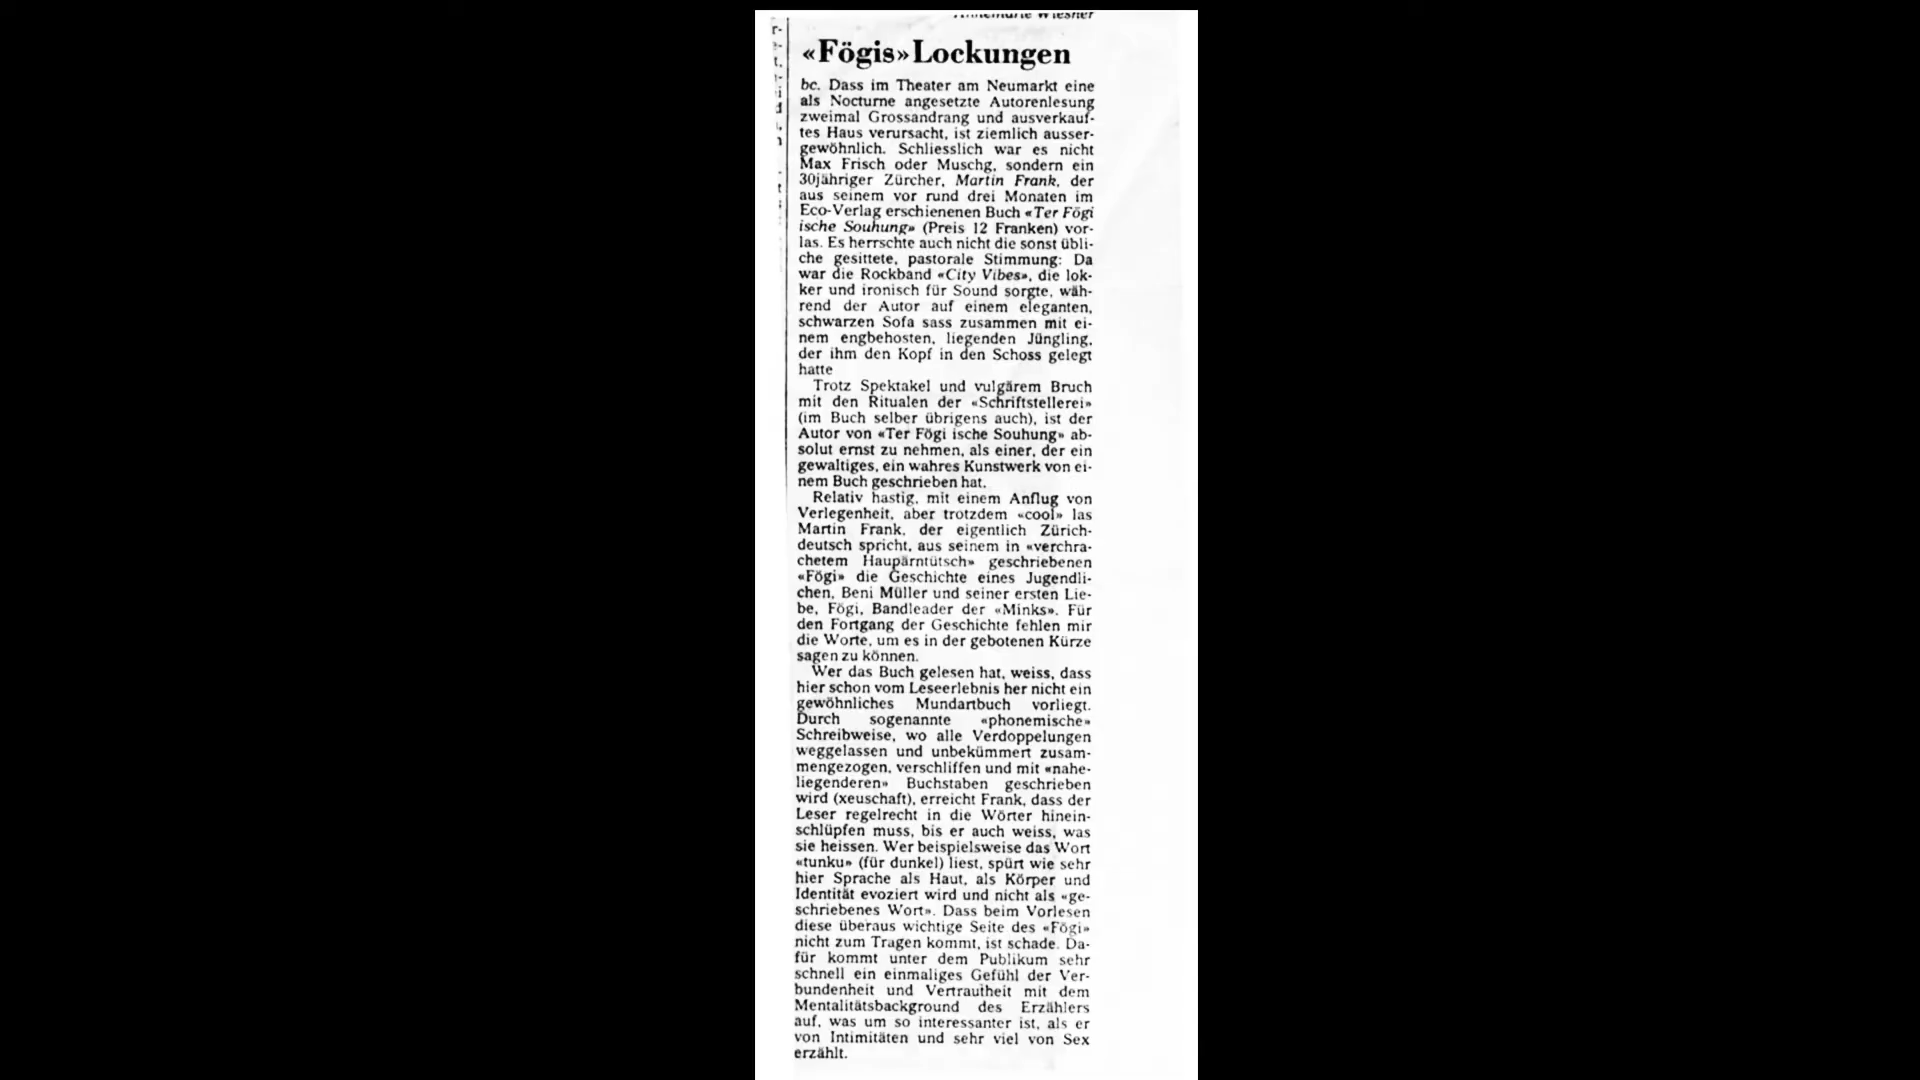 Annemarie Wiesner
«Fögis» Lockungen
bc. Dass im Theater am Neumarkt eine
als Nocturne angesetzte Autorenlesung
zweimal Grossandrang und ausverkauf-
tes Haus verursacht, ist ziemlich ausser-
gewöhnlich. Schliesslich war es nicht
Max Frisch oder Muschg, sondern ein
30jähriger Zürcher, Martin Frank, der
aus seinem vor rund drei Monaten im
Eco-Verlag erschienenen Buch «Ter Fögi
ische Souhung» (Preis 12 Franken) vor-
las. Es herrschte auch nicht die sonst übli-
che gesittete, pastorale Stimmung: Da
war die Rockband «City Vibes», die lok-
ker und ironisch für Sound sorgte, wäh-
rend der Autor auf einem eleganten,
schwarzen Sofa sass zusammen mit ei-
nem engbehosten, liegenden Jüngling,
der ihm den Kopf in den Schoss gelegt
hatte
Trotz Spektakel und vulgärem Bruch
mit den Ritualen der «Schriftstellerei»
(im Buch selber übrigens auch), ist der
Autor von «Ter Fögi ische Souhung» ab-
solut ernst zu nehmen, als einer, der ein
gewaltiges, ein wahres Kunstwerk von ei-
nem Buch geschrieben hat.
Relativ hastig, mit einem Anflug von
Verlegenheit, aber trotzdem «cool» las
Martin Frank, der eigentlich Zürich-
deutsch spricht, aus seinem in «verchra-
chetem Haupärntütsch» geschriebenen
«Fögi» die Geschichte eines Jugendli-
chen, Beni Müller und seiner ersten Lie-
be, Fögi, Bandleader der «Minks». Für
den Fortgang der Geschichte fehlen mir
die Worte, um es in der gebotenen Kürze
sagen zu können.
Wer das Buch gelesen hat, weiss, dass
hier schon vom Leseerlebnis her nicht ein
gewöhnliches Mundartbuch vorliegt.
Durch sogenannte «phonemische»
Schreibweise, wo alle Verdoppelungen
weggelassen und unbekümmert zusam-
mengezogen, verschliffen und mit «nahe-
liegenderen» Buchstaben geschrieben
wird (xeuschaft), erreicht Frank, dass der
Leser regelrecht in die Wörter hinein-
schlüpfen muss, bis er auch weiss, was
sie heissen. Wer beispielsweise das Wort
«tunku» (für dunkel) liest, spürt wie sehr
hier Sprache als Haut, als Körper und
Identität evoziert wird und nicht als «ge-
schriebenes Wort». Dass beim Vorlesen
diese überaus wichtige Seite des «Fögi»
nicht zum Tragen kommt, ist schade. Da-
für kommt unter dem Publikum sehr
schnell ein einmaliges Gefühl der Ver-
bundenheit und Vertrautheit mit dem
Mentalitätsbackground des Erzählers
auf, was um so interessanter ist, als er
von Intimitäten und sehr viel von Sex
erzählt.